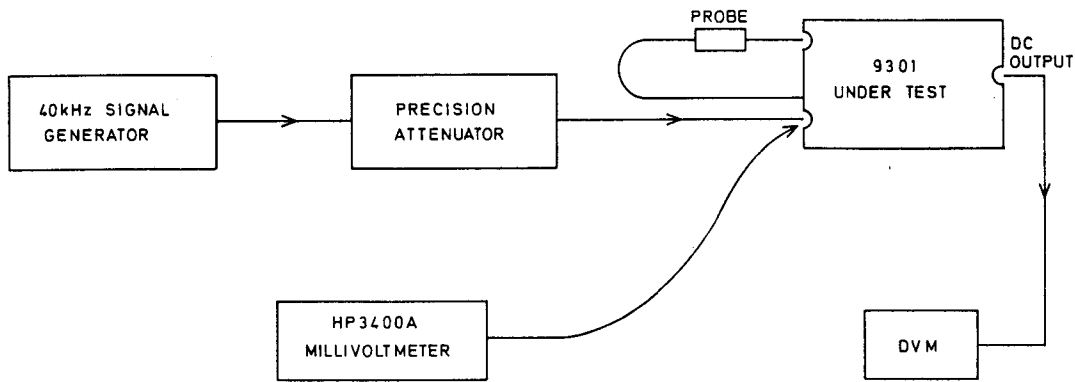 PROBE
9301
UNDER TEST
DC
OUTPUT
40kHz SIGNAL
GENERATOR
PRECISION
ATTENUATOR
HP3400A
MILLIVOLTMETER
DVM